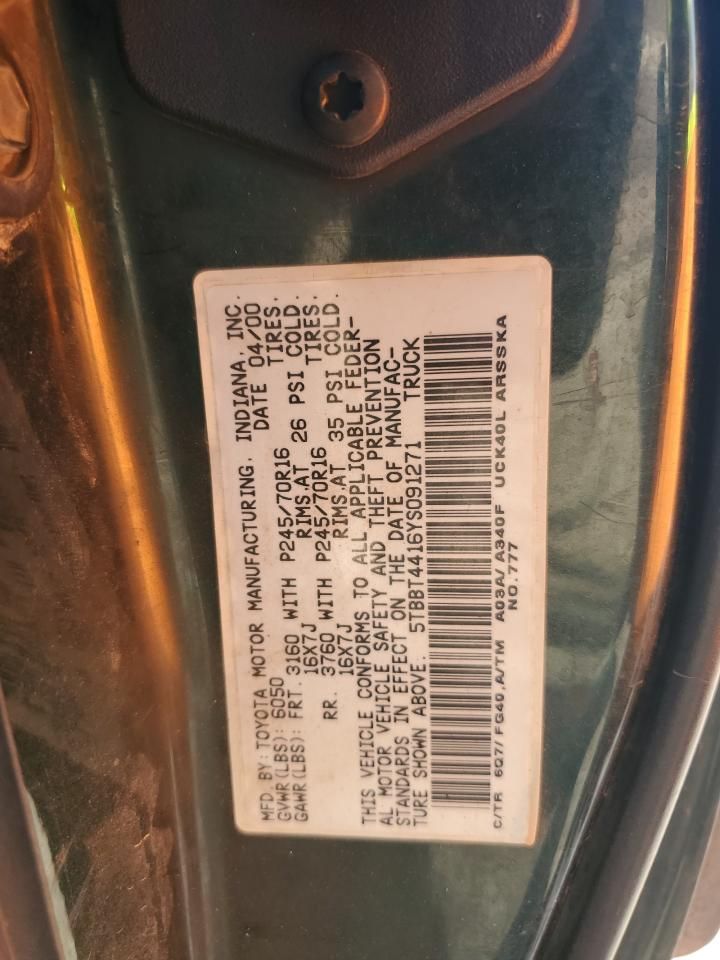 MFD BY: TOYOTA MOTOR MANUFACTURING, INDIANA, INC.
GVWR(LBS): 6050 DATE 04/00
GAWR(LBS): FRT. 3160 WITH P245/70R16 TIRES,
16X7J RIMS,AT 26 PSI COLD.
RR. 3760 WITH P245/70R16 TIRES,
16X7J RIMS,AT 35 PSI COLD.
THIS VEHICLE CONFORMS TO ALL APPLICABLE FEDER-
AL MOTOR VEHICLE SAFETY AND THEFT PREVENTION
STANDARDS IN EFFECT ON THE DATE OF MANUFAC-
TURE SHOWN ABOVE. 5TBBT4416YS091271 TRUCK
C/TR 6Q7/FG40,A/TM A03A/A340F UCK40L ARSSKA
NO.777